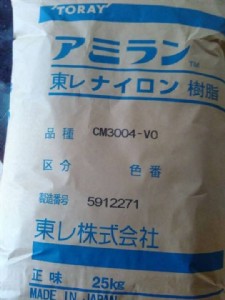 TORAY
アミラン™
東レナイロン 樹脂
品種 CM3004-V0
区分 色番
製造番号 5912271
東レ株式会社
正味 25kg
MADE IN JAPAN